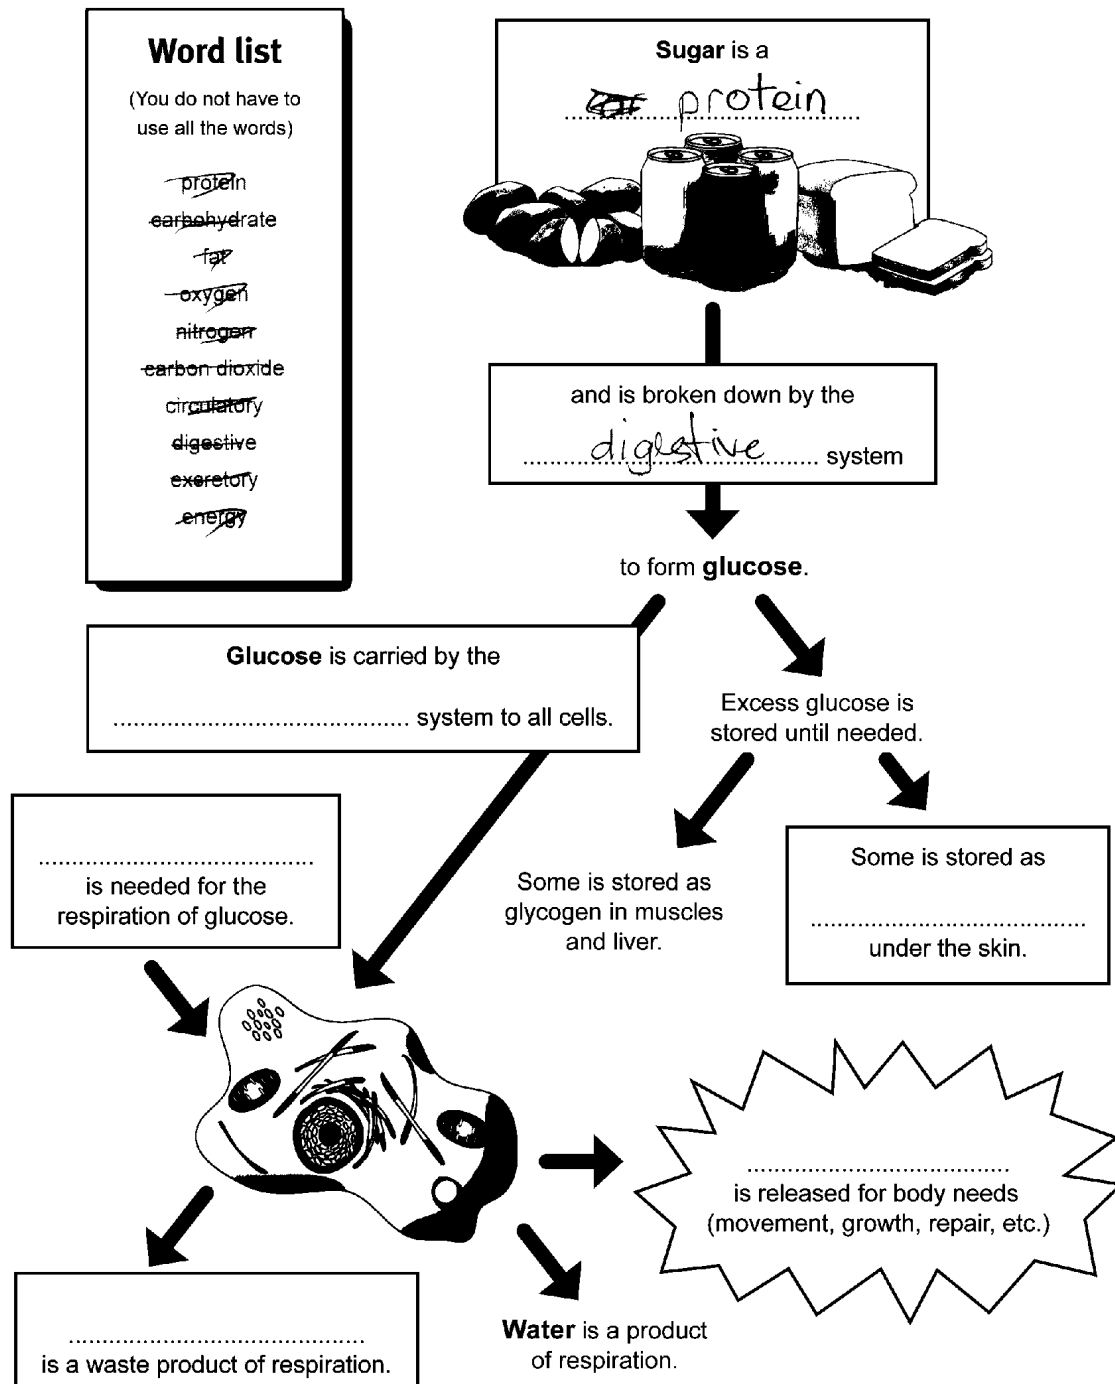 Word list
(You do not have to
use all the words)
protein
carbohydrate
fat
oxygen
nitrogen
carbon dioxide
circulatory
digestive
excretory
energy
Sugar is a
protein
and is broken down by the
digestive system
to form glucose.
Glucose is carried by the
system to all cells.
Excess glucose is
stored until needed.
is needed for the
respiration of glucose.
Some is stored as
glycogen in muscles
and liver.
Some is stored as
under the skin.
is released for body needs
(movement, growth, repair, etc.)
is a waste product of respiration.
Water is a product
of respiration.